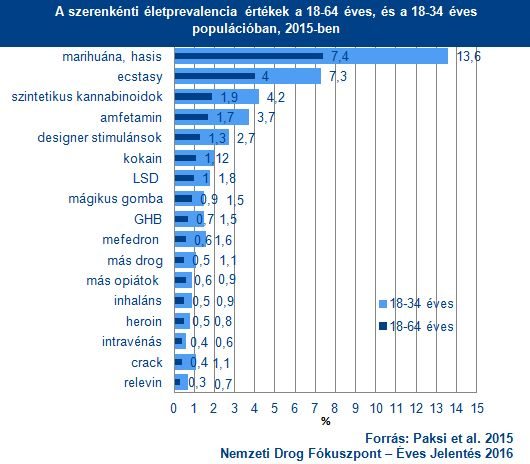 A szerenkénti életprevalencia értékek a 18-64 éves, és a 18-34 éves
populációban, 2015-ben
marihuána, hasis 7,4 13,6
ecstasy 4 7,3
szintetikus kannabinoidok 1,9 4,2
amfetamin 1,7 3,7
designer stimulánsok 1,3 2,7
kokain 1,1 2
LSD 1 1,8
mágikus gomba 0,9 1,5
GHB 0,7 1,5
mefedron 0,6 1,6
más drog 0,5 1,1
más opiátok 0,6 0,9
inhaláns 0,5 0,9
heroin 0,5 0,8
intravénás 0,4 0,6
crack 0,4 1,1
relevin 0,3 0,7
18-34 éves
18-64 éves
0 1 2 3 4 5 6 7 8 9 10 11 12 13 14 15
%
Forrás: Paksi et al. 2015
Nemzeti Drog Fókuszpont – Éves Jelentés 2016